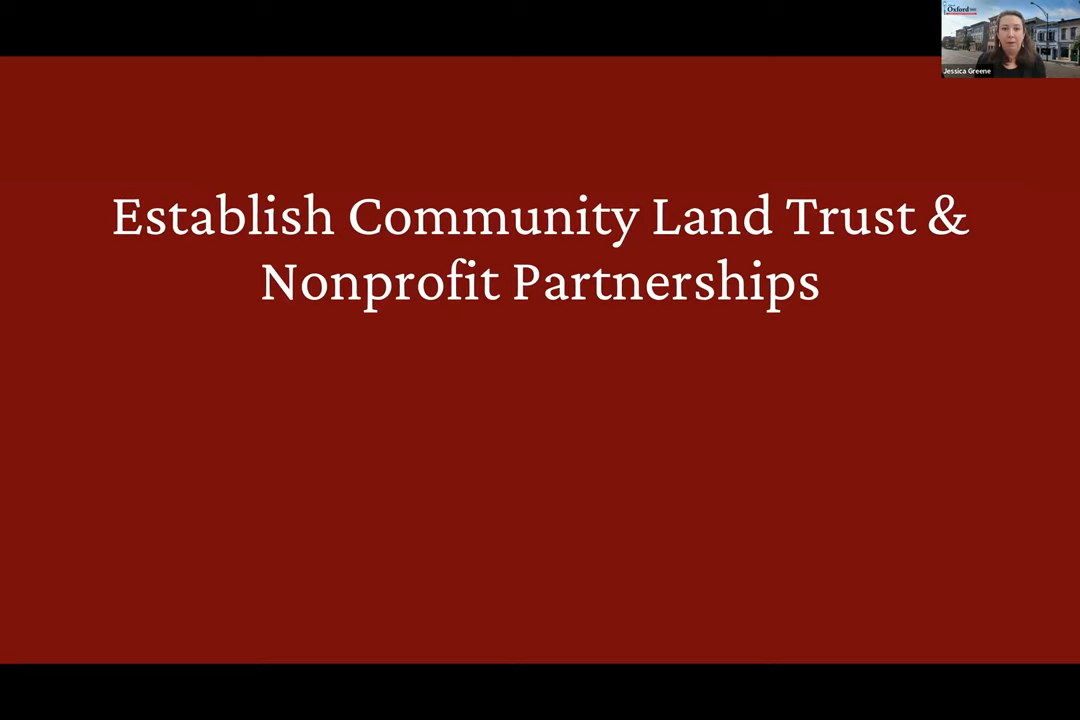 Oxford
Jessica Greene
Establish Community Land Trust &
Nonprofit Partnerships